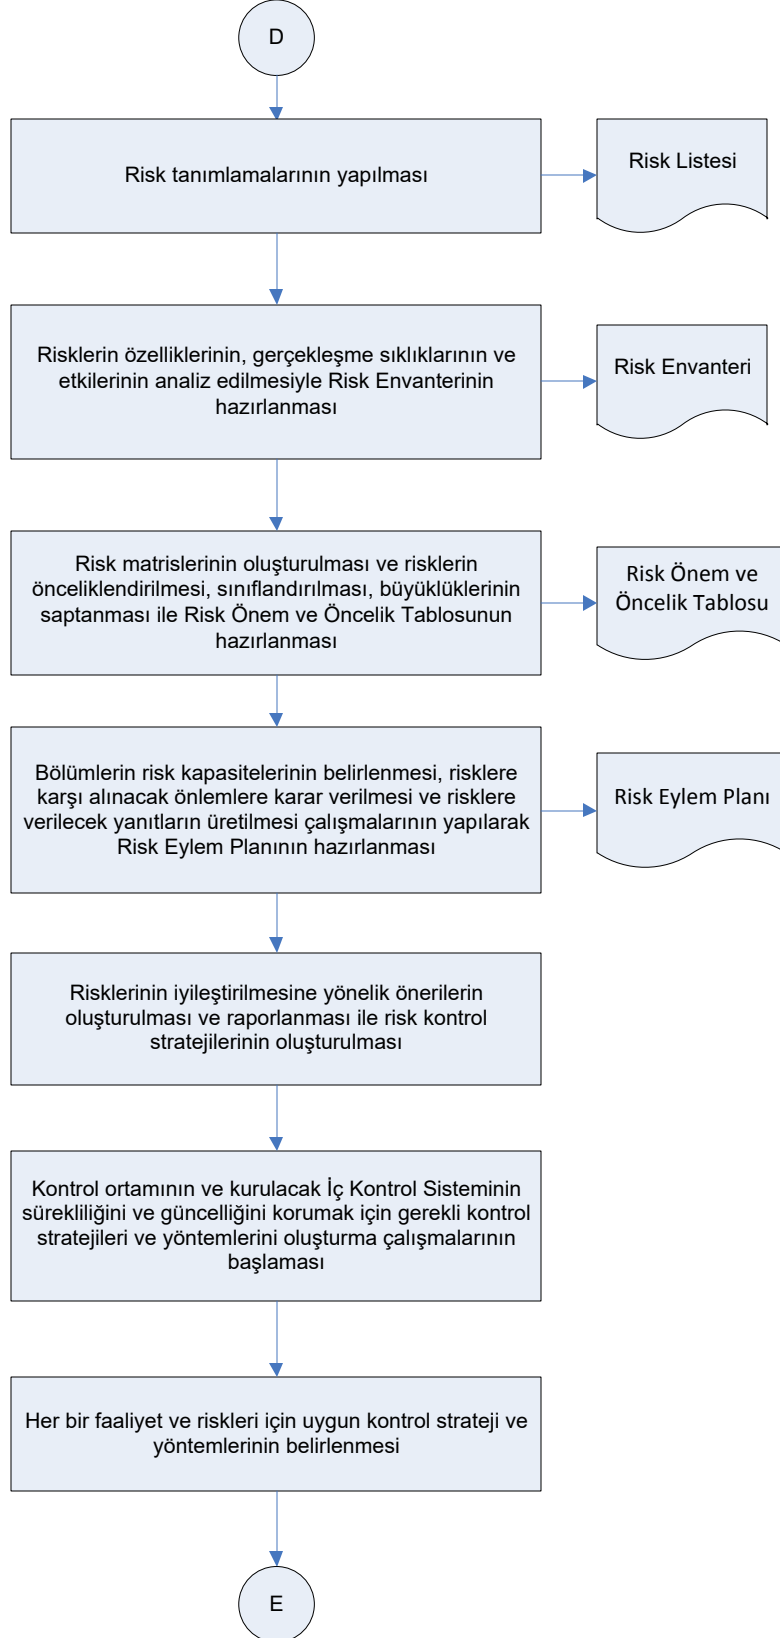 D
Risk tanımlamalarının yapılması
Risk Listesi
Risklerin özelliklerinin, gerçekleşme sıklıklarının ve
etkilerinin analiz edilmesiyle Risk Envanterinin
hazırlanması
Risk Envanteri
Risk matrislerinin oluşturulması ve risklerin
önceliklendirilmesi, sınıflandırılması, büyüklüklerinin
saptanması ile Risk Önem ve Öncelik Tablosunun
hazırlanması
Risk Önem ve
Öncelik Tablosu
Bölümlerin risk kapasitelerinin belirlenmesi, risklere
karşı alınacak önlemlere karar verilmesi ve risklere
verilecek yanıtların üretilmesi çalışmalarının yapılarak
Risk Eylem Planının hazırlanması
Risk Eylem Planı
Risklerinin iyileştirilmesine yönelik önerilerin
oluşturulması ve raporlanması ile risk kontrol
stratejilerinin oluşturulması
Kontrol ortamının ve kurulacak İç Kontrol Sisteminin
sürekliliğini ve güncelliğini korumak için gerekli kontrol
stratejileri ve yöntemlerini oluşturma çalışmalarının
başlaması
Her bir faaliyet ve riskleri için uygun kontrol strateji ve
yöntemlerinin belirlenmesi
E